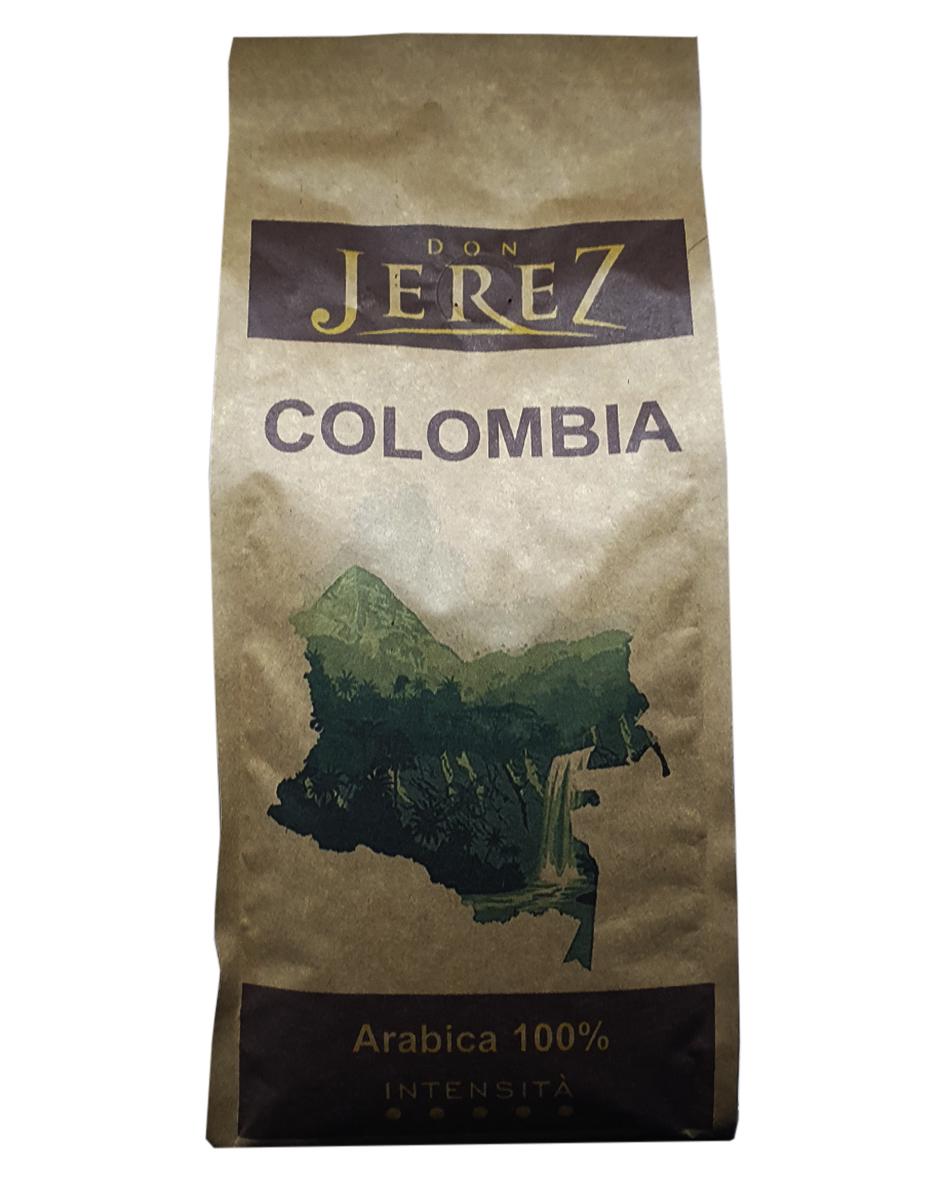 DON
JEREZ
COLOMBIA
Arabica 100%
INTENSITÀ